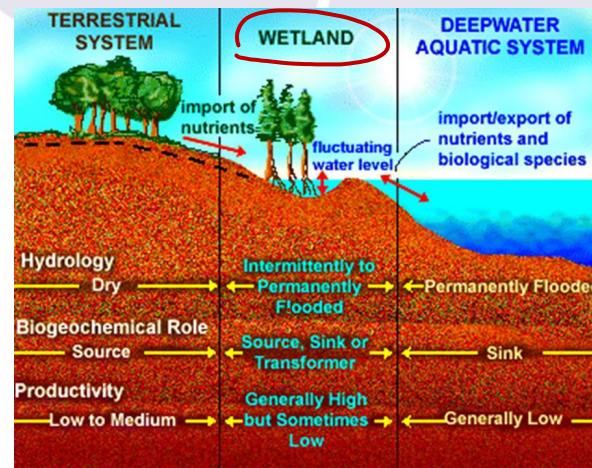 TERRESTRIAL
SYSTEM
WETLAND
DEEPWATER
AQUATIC SYSTEM
import of
nutrients
fluctuating
water level
import/export of
nutrients and
biological species
Hydrology
Dry
Intermittently to
Permanently
Flooded
Permanently Flooded
Biogeochemical Role
Source
Source, Sink or
Transformer
Sink
Productivity
Low to Medium
Generally High
but Sometimes
Low
Generally Low